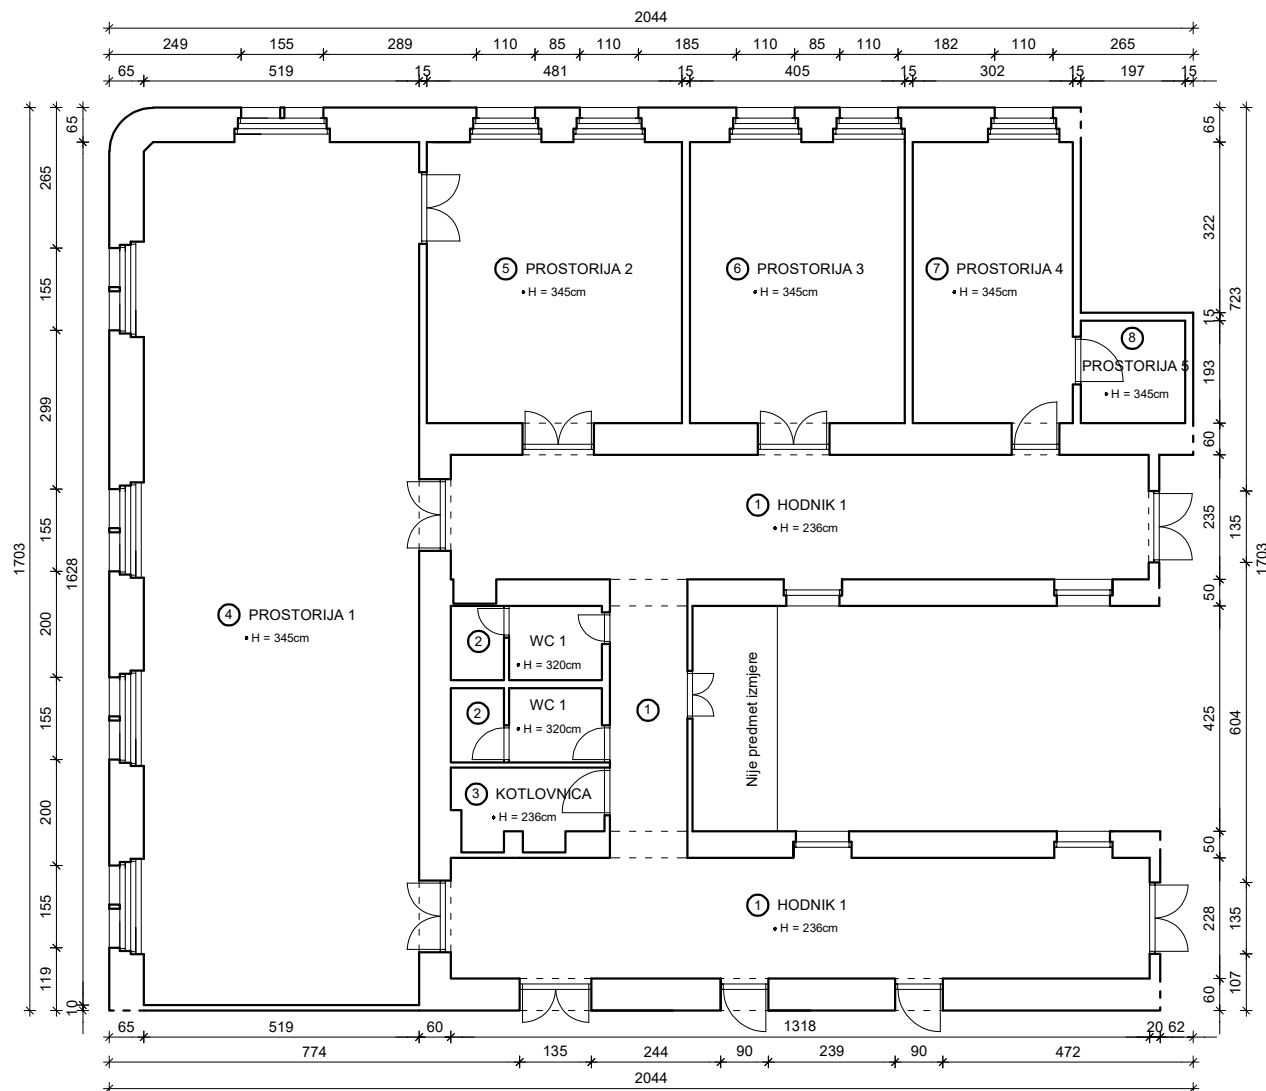 2044
249 155 289 110 85 110 185 110 85 110 182 110 265
65 519 15 481 15 405 15 302 15 197 15
65
65
265
322
5 PROSTORIJA 2
6 PROSTORIJA 3
7 PROSTORIJA 4
H = 345cm
H = 345cm
H = 345cm
155
723
15
8
PROSTORIJA 5
H = 345cm
193
299
60
1 HODNIK 1
H = 236cm
155
235
135
1703
1628
1703
50
200
4 PROSTORIJA 1
H = 345cm
2
WC 1
H = 320cm
2
WC 1
H = 320cm
1
Nije predmet izmjere
155
425
604
3 KOTLOVNICA
H = 236cm
200
50
155
1 HODNIK 1
H = 236cm
228
135
119
10
60
107
65 519 60 1318 20 62
774 135 244 90 239 90 472
2044